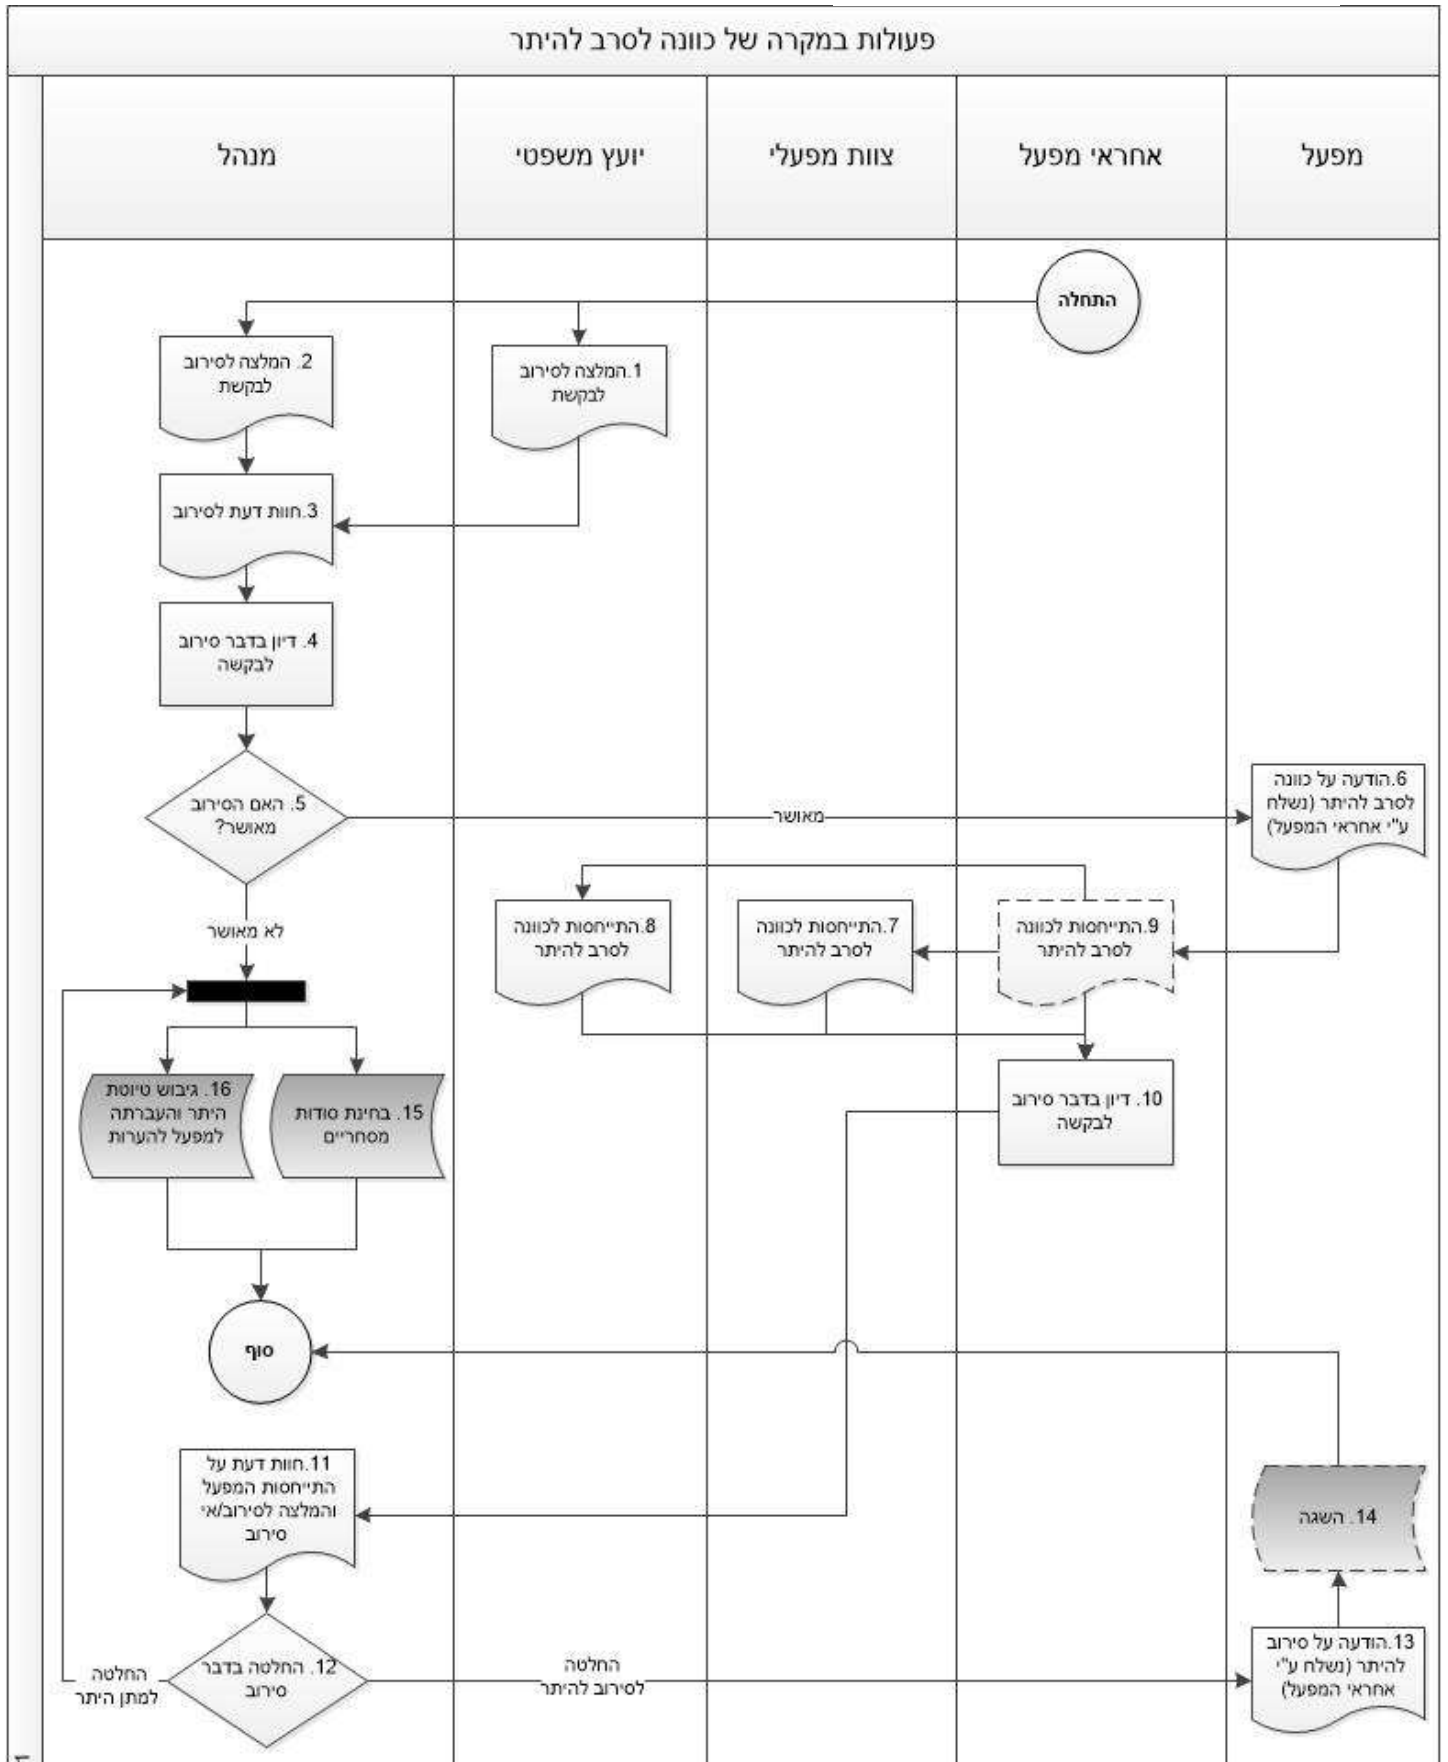 פעולות במקרה של כוונה לסרב להיתר
מפעל
אחראי מפעל
צוות מפעלי
יועץ משפטי
מנהל
התחלה
1.המלצה לסירוב
לבקשת
2. המלצה לסירוב
לבקשת
3.חוות דעת לסירוב
4. דיון בדבר סירוב
לבקשה
5. האם הסירוב
מאושר?
מאושר
6.הודעה על כוונה
לסרב להיתר (נשלח
ע"י אחראי המפעל)
9.התייחסות לכוונה
לסרב להיתר
7.התייחסות לכוונה
לסרב להיתר
8.התייחסות לכוונה
לסרב להיתר
לא מאושר
10. דיון בדבר סירוב
לבקשה
15. בחינת סודות
מסחריים
16. גיבוש טיוטת
היתר והעברתה
למפעל להערות
סוף
11.חוות דעת על
התייחסות המפעל
והמלצה לסירוב/אי
סירוב
14. השגה
12. החלטה בדבר
סירוב
החלטה
לסירוב להיתר
החלטה
למתן היתר
13.הודעה על סירוב
להיתר (נשלח ע"י
אחראי המפעל)